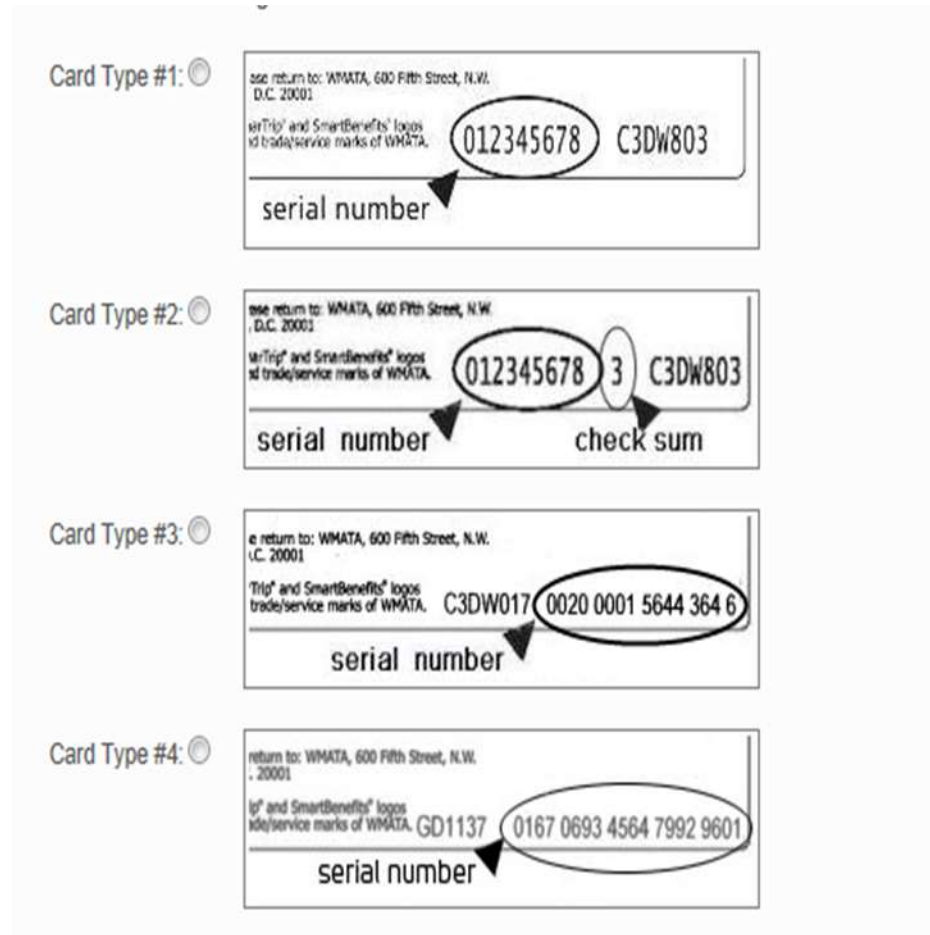 Card Type #1:
ase return to: WMATA, 600 Fifth Street, N.W.
D.C. 20001
arTrip® and SmartBenefits® logos
nd trade/service marks of WMATA.
012345678 C3DW803
serial number
Card Type #2:
ase return to: WMATA, 600 Fifth Street, N.W.
, D.C. 20001
arTrip® and SmartBenefits® logos
nd trade/service marks of WMATA.
012345678 3 C3DW803
serial number check sum
Card Type #3:
e return to: WMATA, 600 Fifth Street, N.W.
.C. 20001
Trip® and SmartBenefits® logos
trade/service marks of WMATA. C3DW017 0020 0001 5644 364 6
serial number
Card Type #4:
return to: WMATA, 600 Fifth Street, N.W.
. 20001
ip® and SmartBenefits® logos
ade/service marks of WMATA. GD1137 0167 0693 4564 7992 9601
serial number